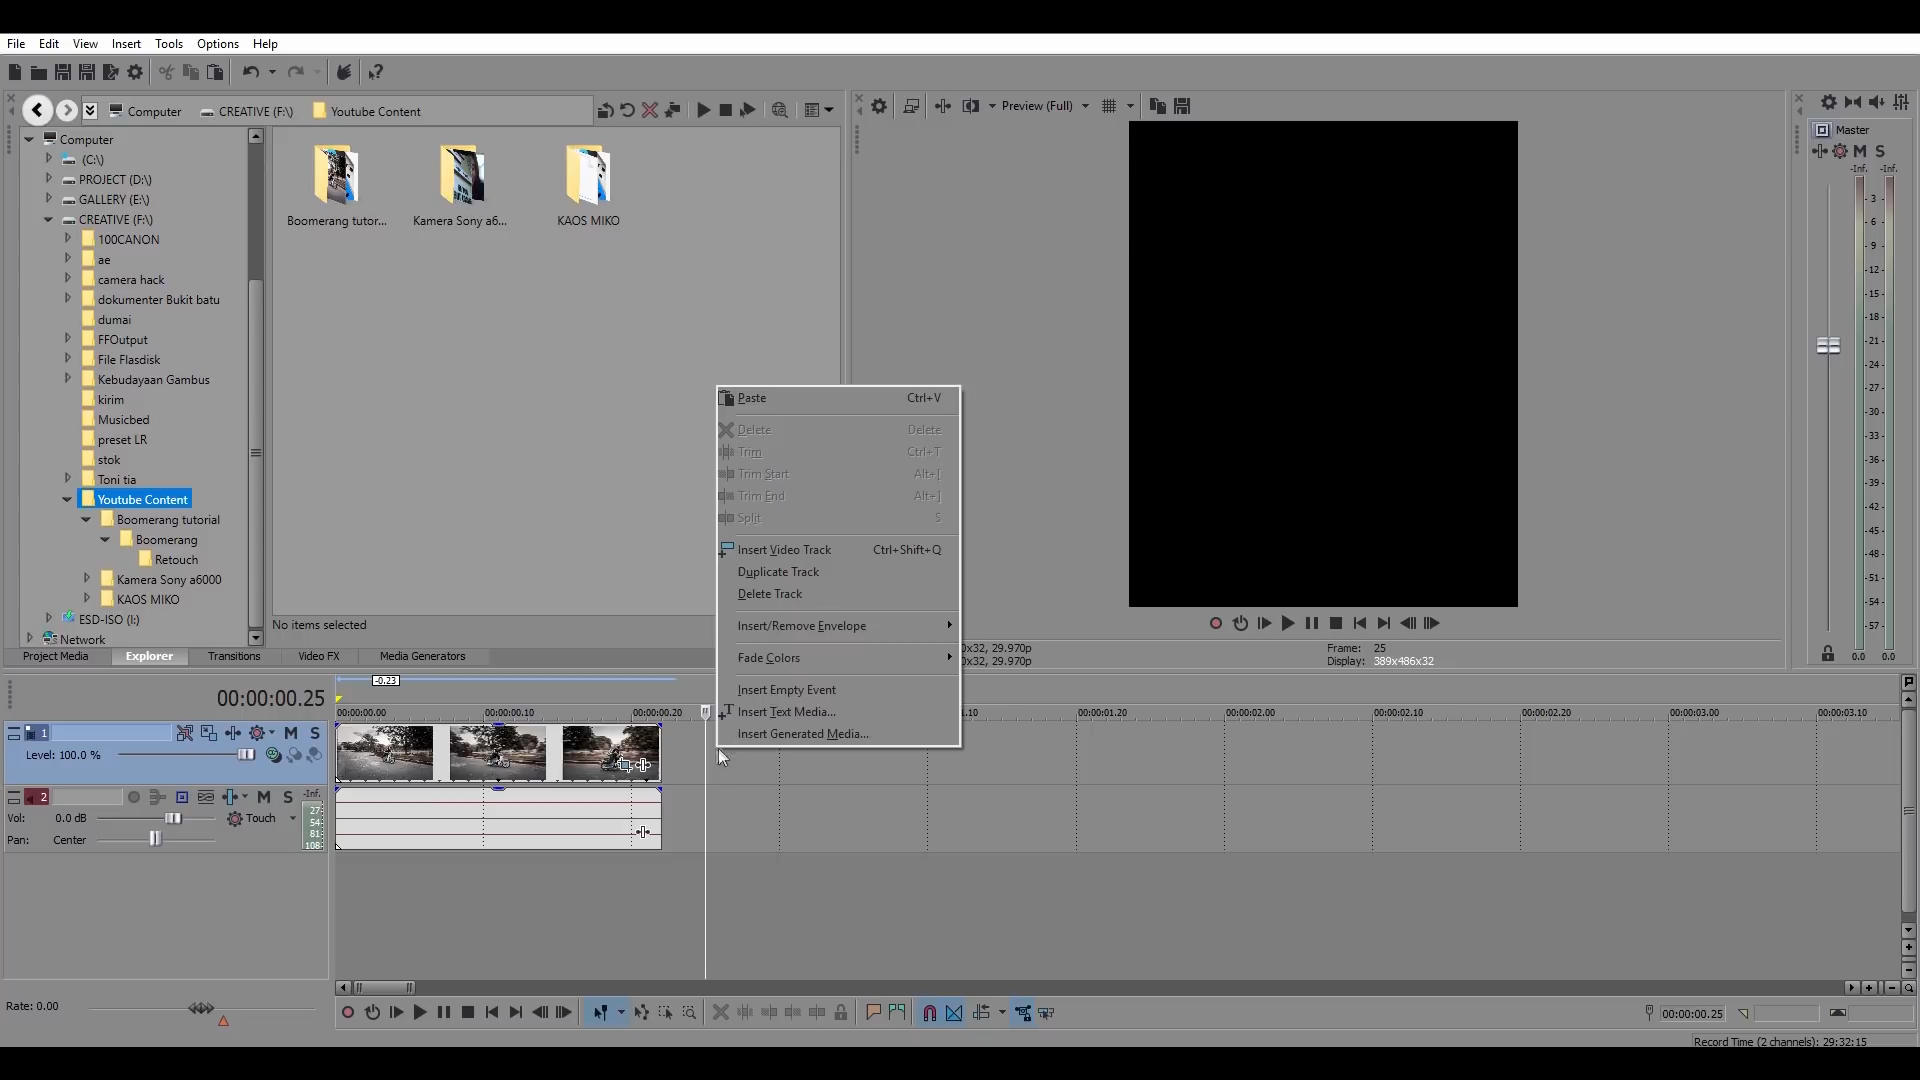 File Edit View Insert Tools Options Help
Computer CREATIVE (F:\) Youtube Content
Preview (Full)
Master
M S
-Inf. -Inf.
Computer
(C:\)
PROJECT (D:\)
GALLERY (E:\)
CREATIVE (F:\)
100CANON
ae
camera hack
dokumenter Bukit batu
dumai
FFOutput
File Flasdisk
Kebudayaan Gambus
kirim
Musicbed
preset LR
stok
Toni tia
Youtube Content
Boomerang tutorial
Boomerang
Retouch
Kamera Sony a6000
KAOS MIKO
ESD-ISO (I:)
Network
Boomerang tutor... Kamera Sony a6... KAOS MIKO
No items selected
Project Media Explorer Transitions Video FX Media Generators
Paste Ctrl+V
Delete Delete
Trim Ctrl+T
Trim Start Alt+[
Trim End Alt+]
Split S
Insert Video Track Ctrl+Shift+Q
Duplicate Track
Delete Track
Insert/Remove Envelope
Fade Colors
Insert Empty Event
Insert Text Media...
Insert Generated Media...
0x32, 29.970p
0x32, 29.970p
Frame: 25
Display: 389x486x32
- 3 -
- 6 -
- 9 -
- 12 -
- 15 -
- 18 -
- 21 -
- 24 -
- 27 -
- 30 -
- 33 -
- 36 -
- 39 -
- 42 -
- 45 -
- 48 -
- 51 -
- 54 -
- 57 -
0.0 0.0
00:00:00.25
-0.23
00:00:00.00 00:00:00.10 00:00:00.20 1.10 00:00:01.20 00:00:02.00 00:00:02.10 00:00:02.20 00:00:03.00 00:00:03.10
1 M S
Level: 100.0 %
2 M S -Inf.
Vol: 0.0 dB Touch
Pan: Center
27-
54-
81-
108-
Rate: 0.00
00:00:00.25
Record Time (2 channels): 29:32:15